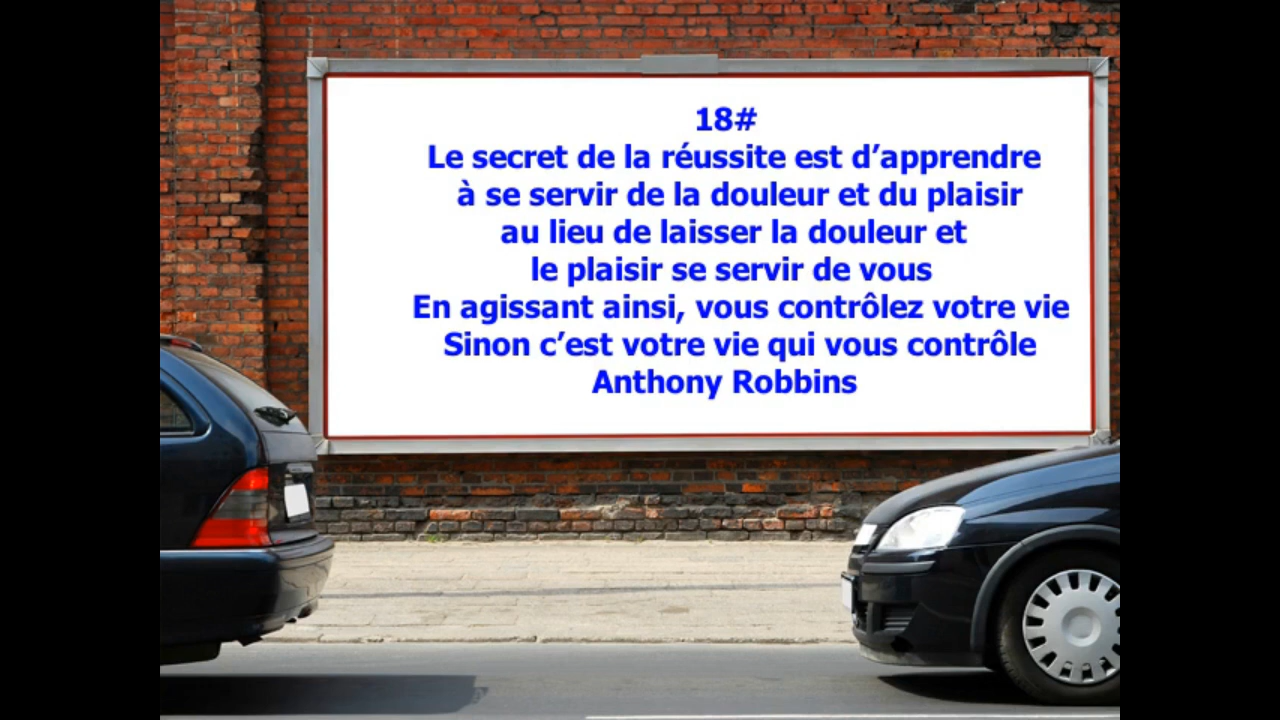 18#
Le secret de la réussite est d’apprendre
à se servir de la douleur et du plaisir
au lieu de laisser la douleur et
le plaisir se servir de vous
En agissant ainsi, vous contrôlez votre vie
Sinon c’est votre vie qui vous contrôle
Anthony Robbins